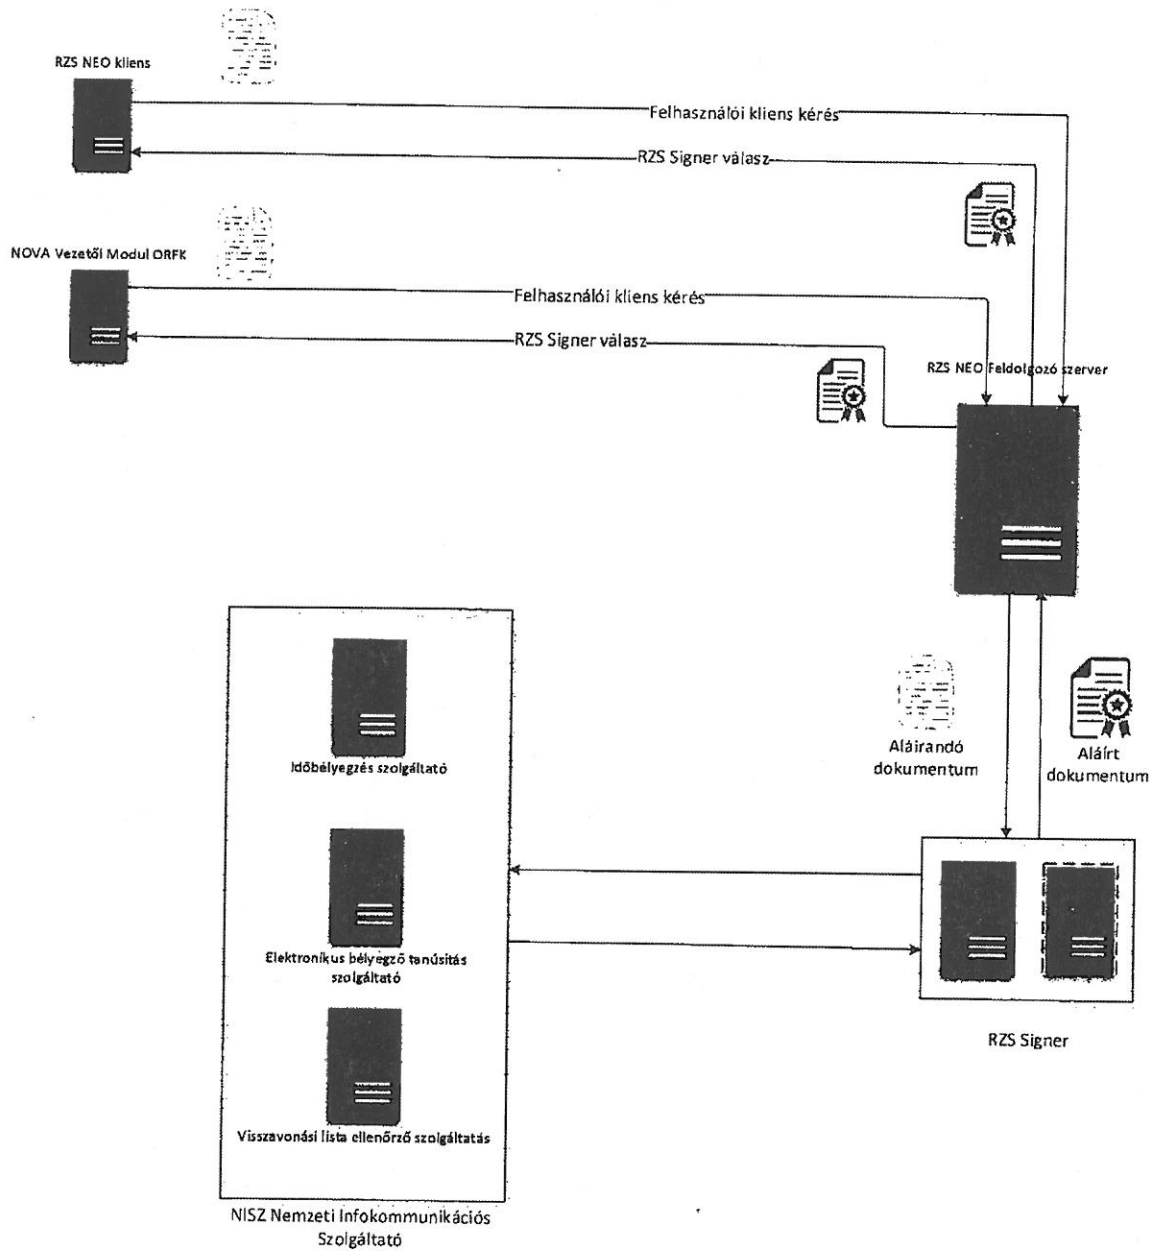 RZS NEO kliens
Felhasználói kliens kérés
RZS Signer válasz
NOVA Vezetői Modul ORFK
Felhasználói kliens kérés
RZS Signer válasz
RZS NEO Feldolgozó szerver
Aláirandó
dokumentum
Aláírt
dokumentum
Időbélyegzés szolgáltató
Elektronikus bélyegző tanúsitás
szolgáltató
Visszavonási lista ellenőrző szolgáltatás
RZS Signer
NISZ Nemzeti Infokommunikációs
Szolgáltató